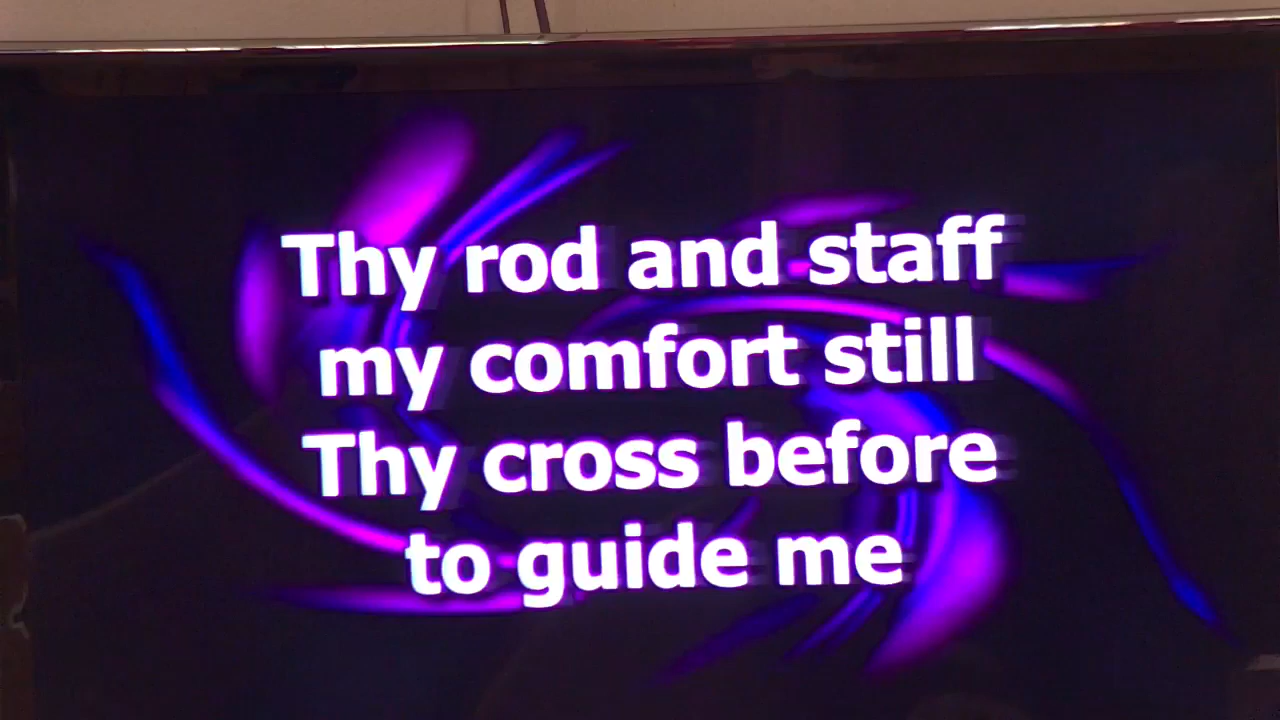 Thy rod and staff
my comfort still
Thy cross before
to guide me